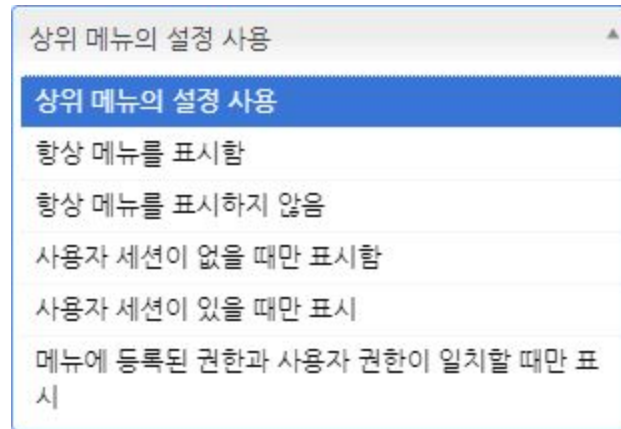 상위 메뉴의 설정 사용
상위 메뉴의 설정 사용
항상 메뉴를 표시함
항상 메뉴를 표시하지 않음
사용자 세션이 없을 때만 표시함
사용자 세션이 있을 때만 표시
메뉴에 등록된 권한과 사용자 권한이 일치할 때만 표
시